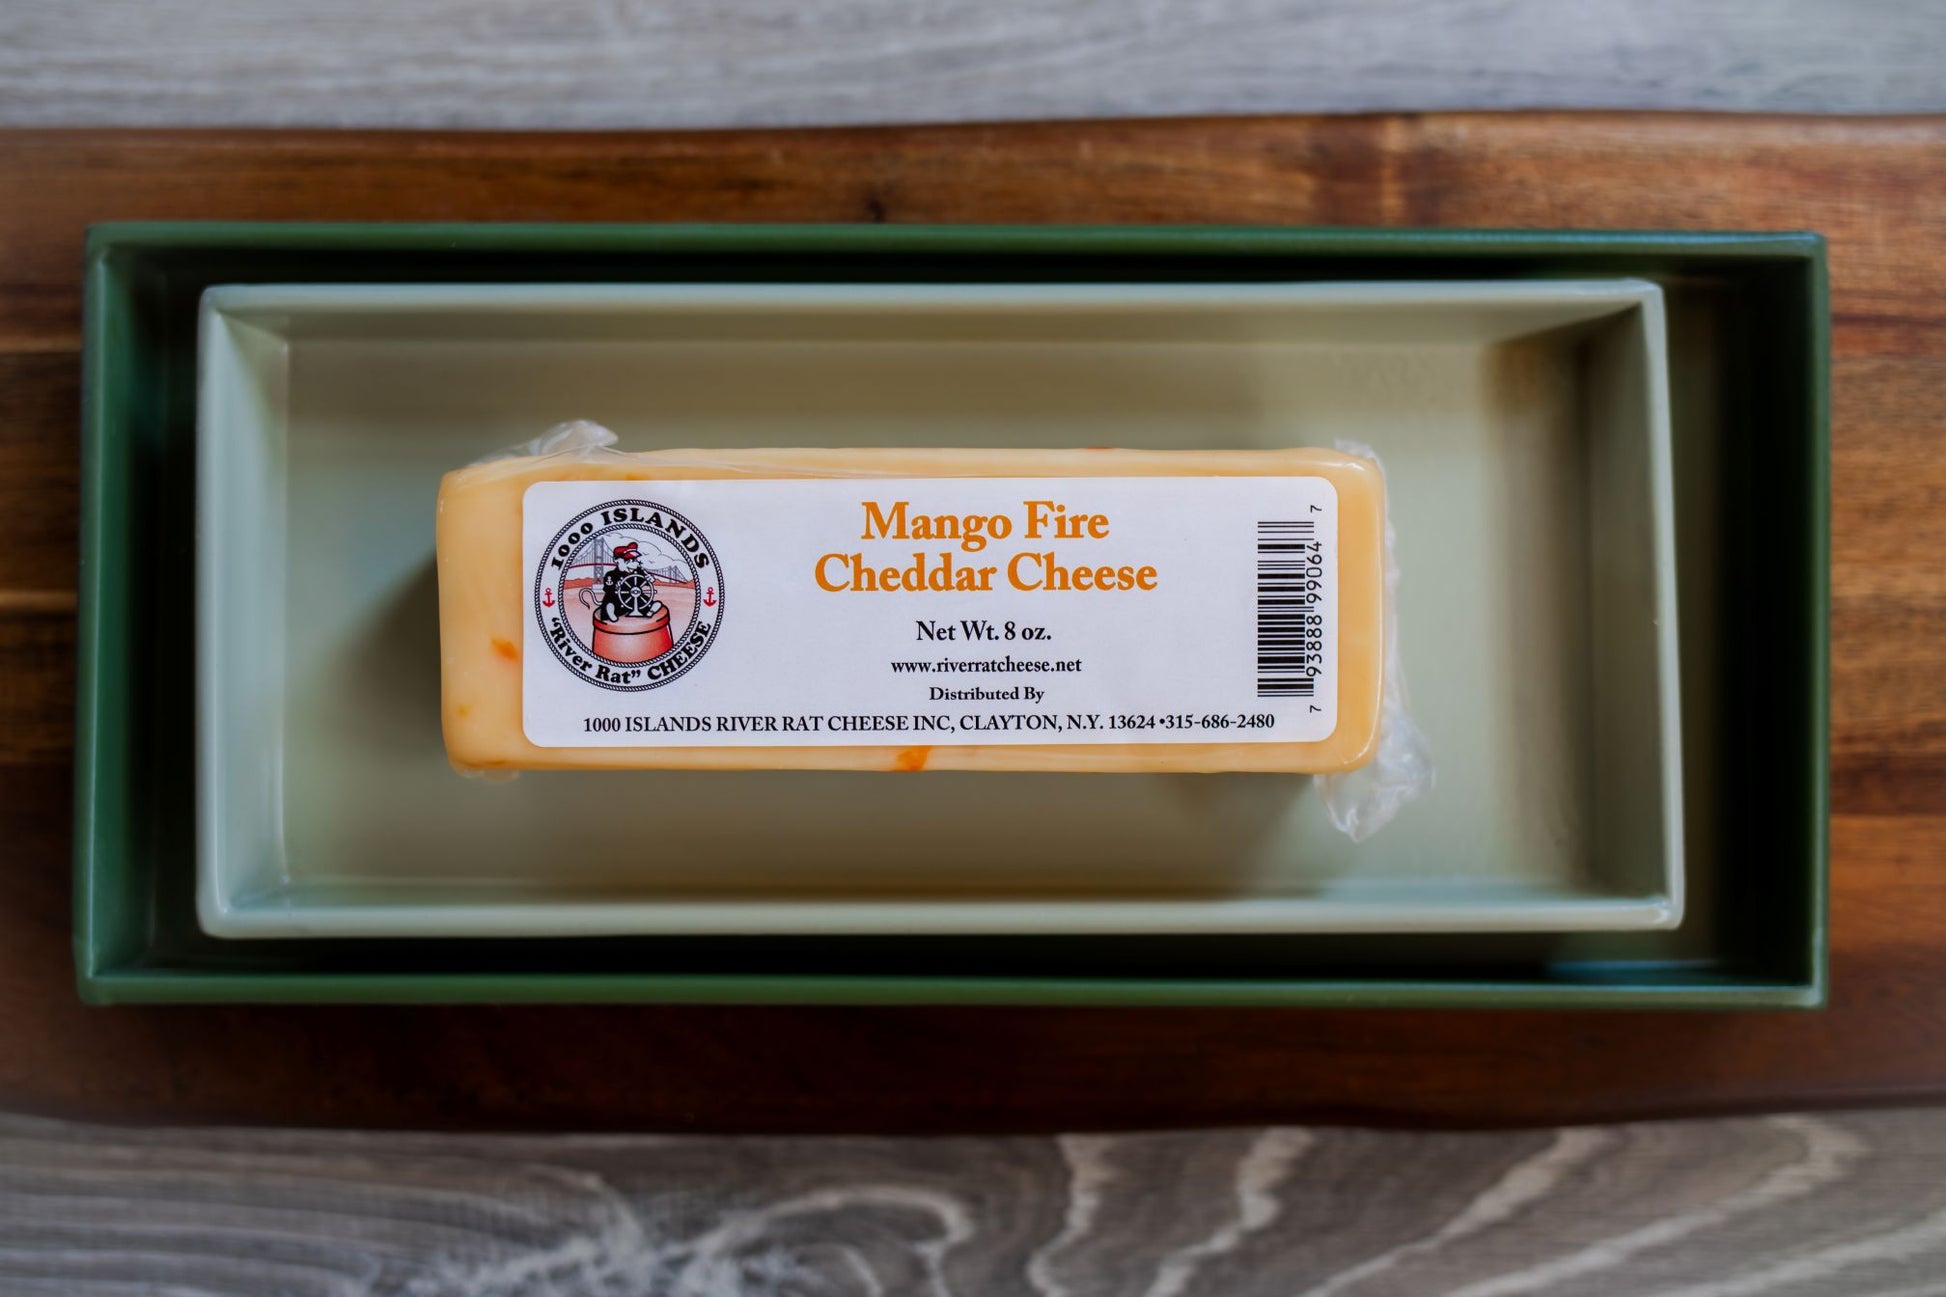 1000 ISLANDS
"River Rat" CHEESE
Mango Fire
Cheddar Cheese
Net Wt. 8 oz.
www.riverratcheese.net
Distributed By
1000 ISLANDS RIVER RAT CHEESE INC, CLAYTON, N.Y. 13624 •315-686-2480
7 93888 99064 7